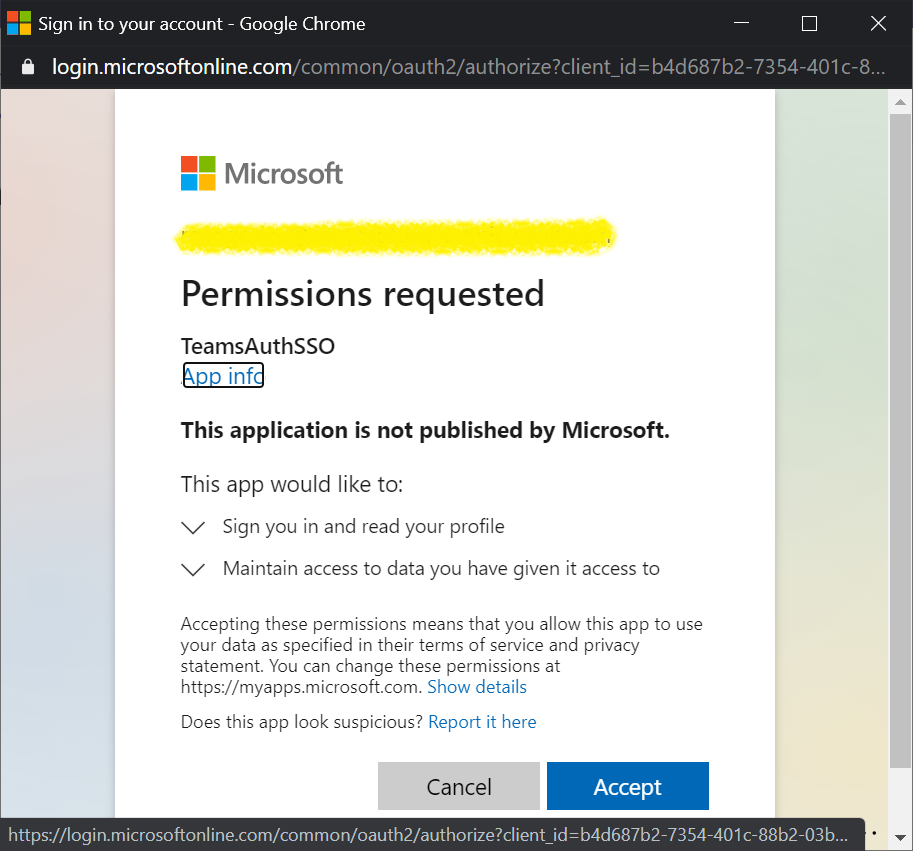 Sign in to your account - Google Chrome
login.microsoftonline.com/common/oauth2/authorize?client_id=b4d687b2-7354-401c-8...
Microsoft
Permissions requested
TeamsAuthSSO
App info
This application is not published by Microsoft.
This app would like to:
Sign you in and read your profile
Maintain access to data you have given it access to
Accepting these permissions means that you allow this app to use
your data as specified in their terms of service and privacy
statement. You can change these permissions at
https://myapps.microsoft.com. Show details
Does this app look suspicious? Report it here
Cancel
Accept
https://login.microsoftonline.com/common/oauth2/authorize?client_id=b4d687b2-7354-401c-88b2-03b...